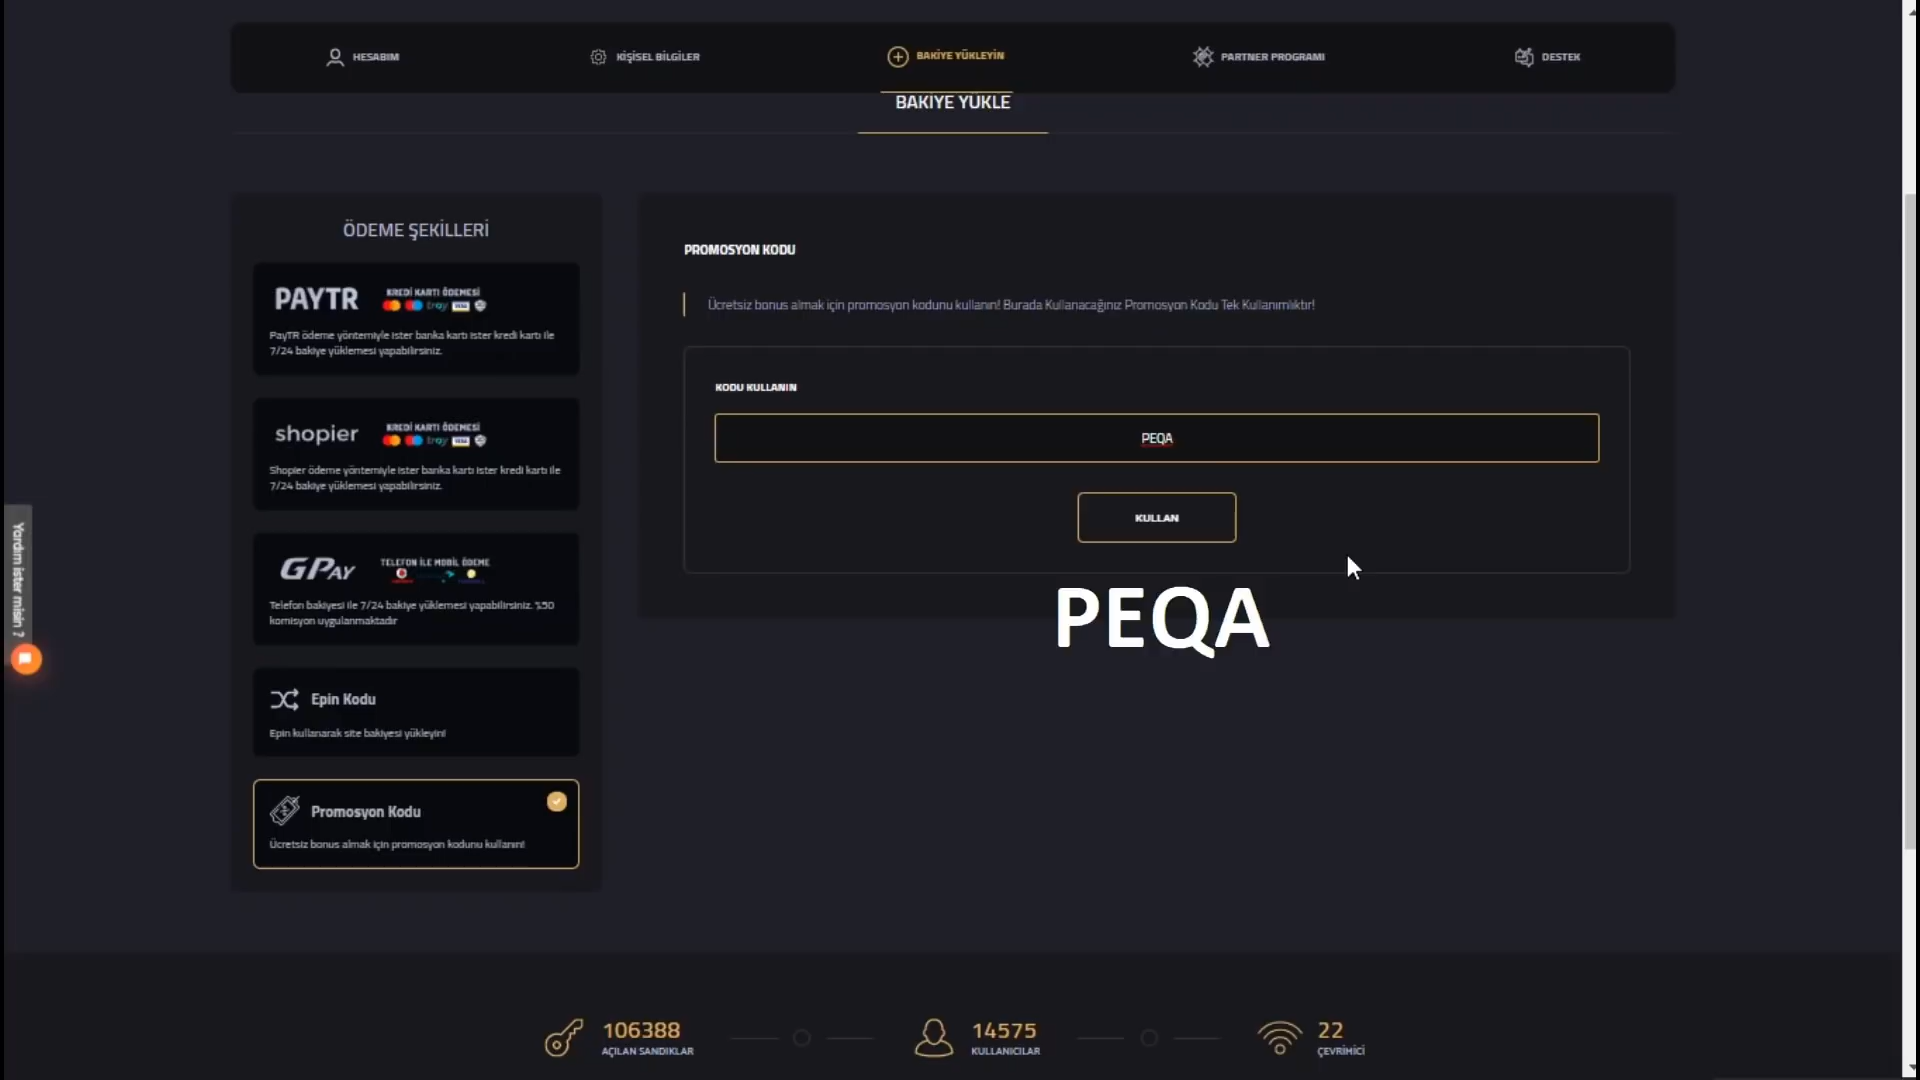 HESABIM
KİŞİSEL BİLGİLER
BAKİYE YÜKLEYİN
PARTNER PROGRAMI
DESTEK
BAKİYE YÜKLE
ÖDEME ŞEKİLLERİ
PAYTR
KREDİ KARTI ÖDEMESİ
troy VISA
PayTR ödeme yöntemiyle ister banka kartı ister kredi kartı ile
7/24 bakiye yüklemesi yapabilirsiniz.
shopier
KREDİ KARTI ÖDEMESİ
troy VISA
Shopier ödeme yöntemiyle ister banka kartı ister kredi kartı ile
7/24 bakiye yüklemesi yapabilirsiniz.
GPAY
TELEFON İLE MOBİL ÖDEME
Telefon bakiyesi ile 7/24 bakiye yüklemesi yapabilirsiniz. %50
komisyon uygulanmaktadır
Epin Kodu
Epin kullanarak site bakiyesi yükleyin!
Promosyon Kodu
Ücretsiz bonus almak için promosyon kodunu kullanın!
PROMOSYON KODU
Ücretsiz bonus almak için promosyon kodunu kullanın! Burada Kullanacağınız Promosyon Kodu Tek Kullanımlıktır!
KODU KULLANIN
PEQA
KULLAN
PEQA
Yardım ister misin ?
106388
AÇILAN SANDIKLAR
14575
KULLANICILAR
22
ÇEVRİMİCİ